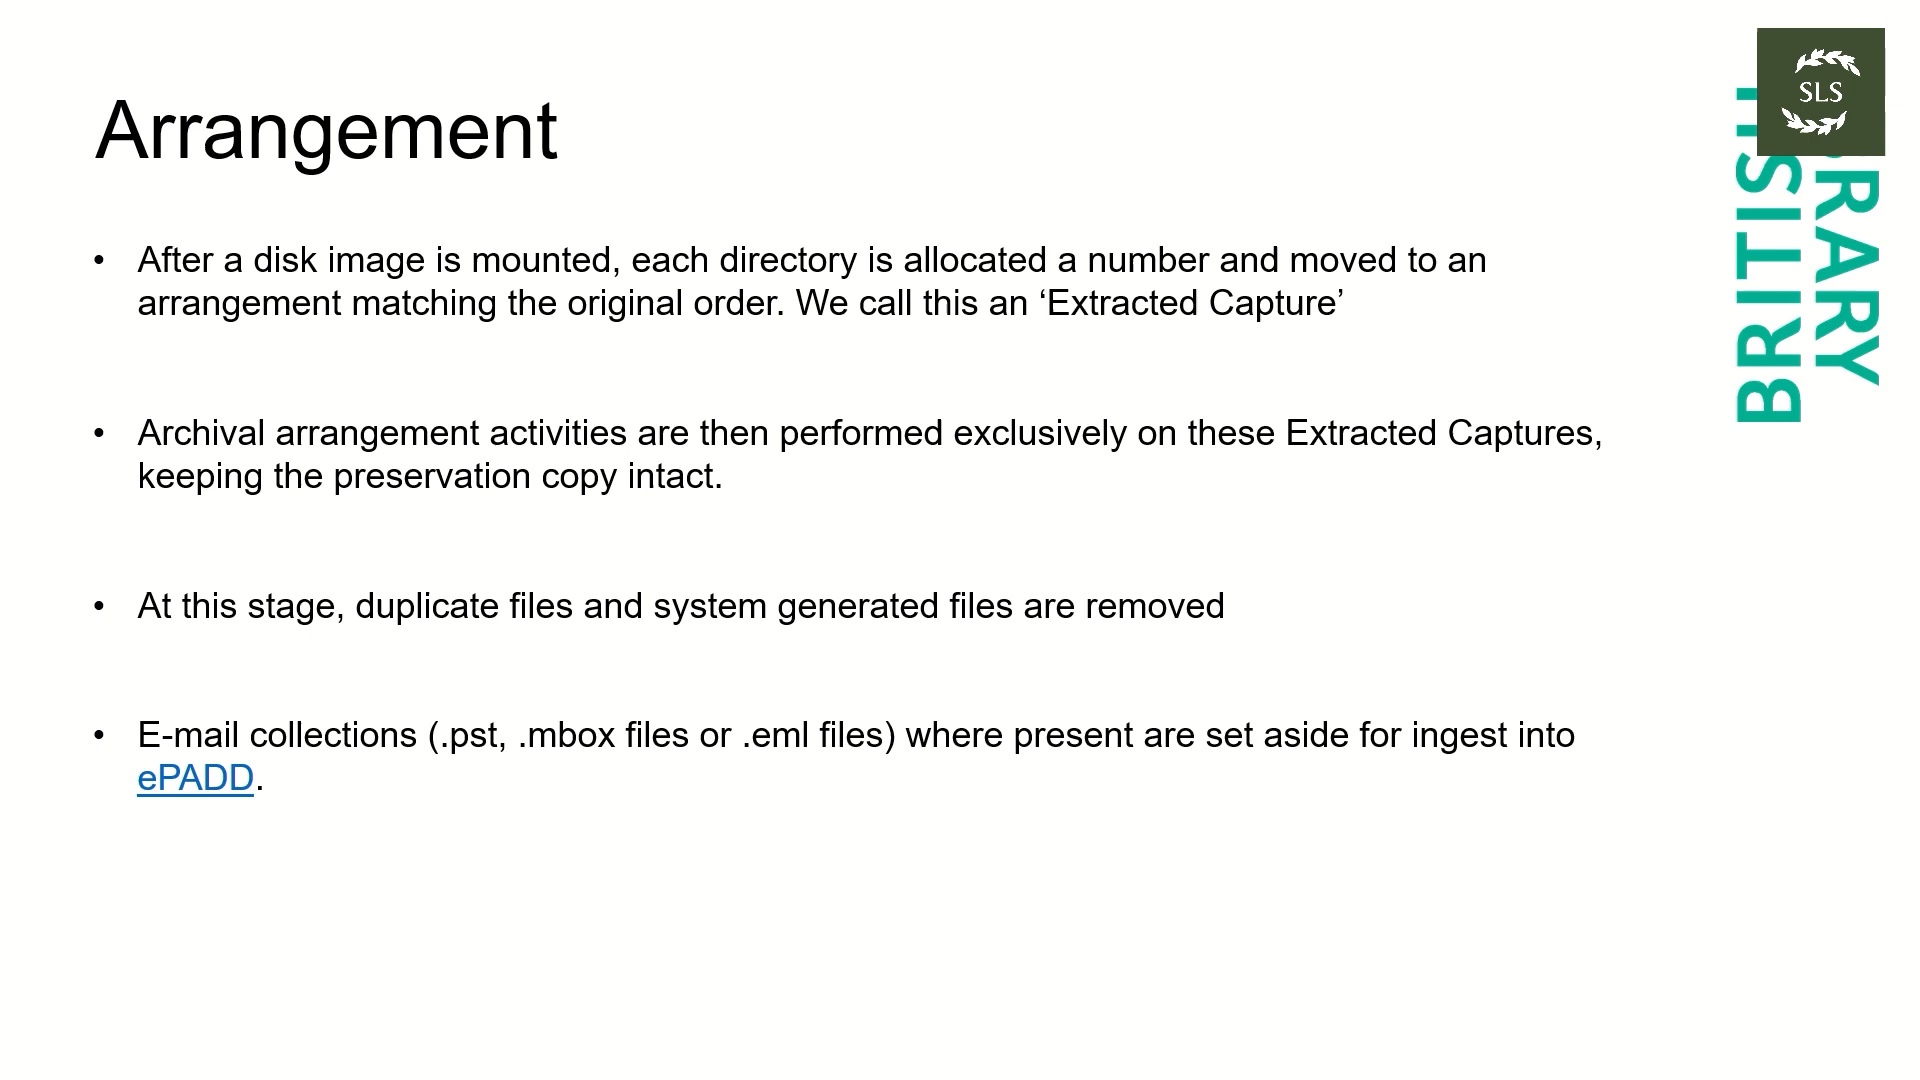 Arrangement
• After a disk image is mounted, each directory is allocated a number and moved to an
arrangement matching the original order. We call this an ‘Extracted Capture’
• Archival arrangement activities are then performed exclusively on these Extracted Captures,
keeping the preservation copy intact.
• At this stage, duplicate files and system generated files are removed
• E-mail collections (.pst, .mbox files or .eml files) where present are set aside for ingest into
ePADD.
SLS